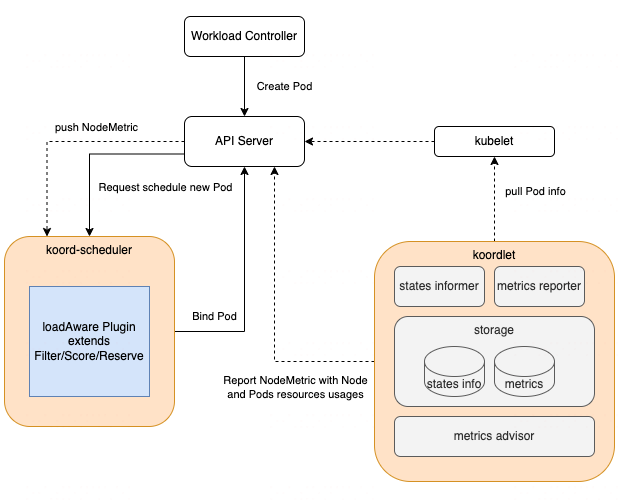 Workload Controller
Create Pod
push NodeMetric
API Server
kubelet
Request schedule new Pod
pull Pod info
koord-scheduler
koordlet
states informer
metrics reporter
loadAware Plugin
extends
Filter/Score/Reserve
Bind Pod
storage
states info
metrics
Report NodeMetric with Node
and Pods resources usages
metrics advisor